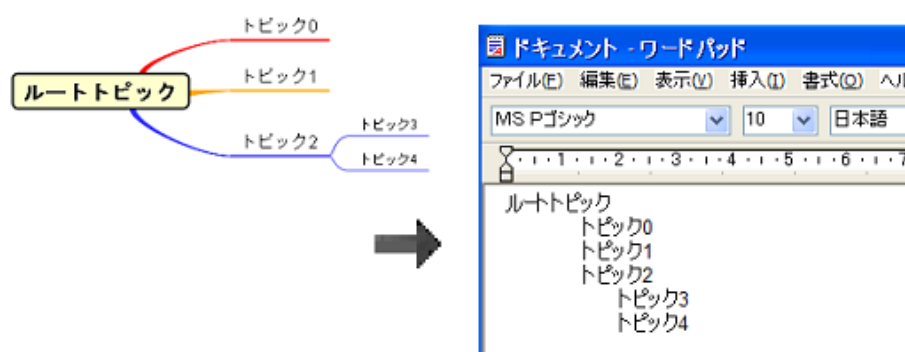 トピック0
トピック1
ルートトピック
トピック2
トピック3
トピック4
ドキュメント - ワードパッド
ファイル(F) 編集(E) 表示(V) 挿入(I) 書式(O) ヘル
MS Pゴシック 10 日本語
1 2 3 4 5 6 7
ルートトピック
トピック0
トピック1
トピック2
トピック3
トピック4